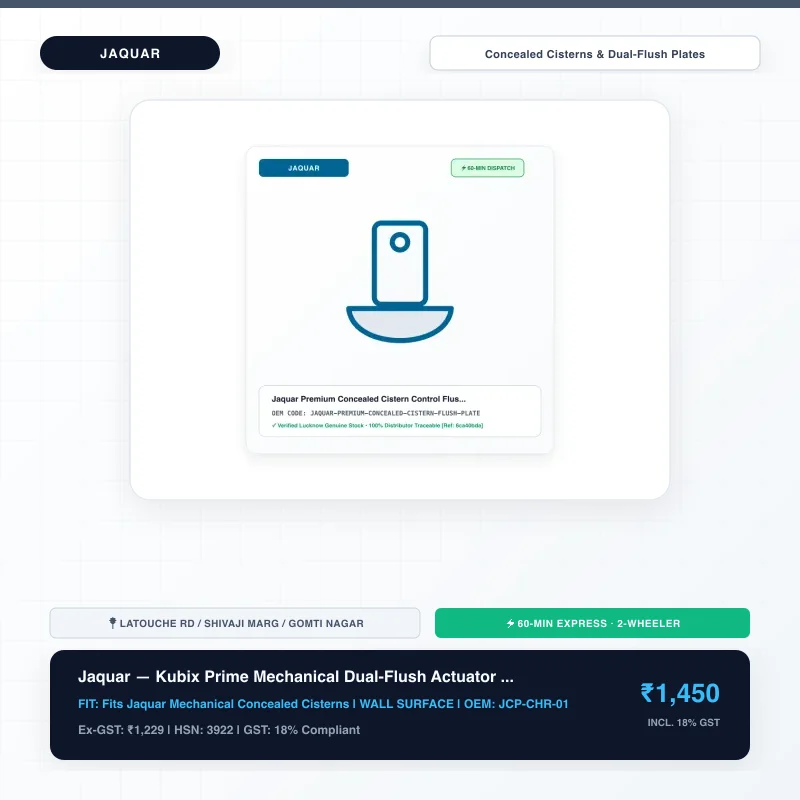 JAQUAR
Concealed Cisterns & Dual-Flush Plates
JAQUAR
60-MIN DISPATCH
Jaquar Premium Concealed Cistern Control Flus...
OEM CODE: JAQUAR-PREMIUM-CONCEALED-CISTERN-FLUSH-PLATE
✓ Verified Lucknow Genuine Stock · 100% Distributor Traceable [Ref: 6ca40bda]
LATOUCHE RD / SHIVAJI MARG / GOMTI NAGAR
60-MIN EXPRESS · 2-WHEELER
Jaquar — Kubix Prime Mechanical Dual-Flush Actuator ...
FIT: Fits Jaquar Mechanical Concealed Cisterns | WALL SURFACE | OEM: JCP-CHR-01
Ex-GST: ₹1,229 | HSN: 3922 | GST: 18% Compliant
₹1,450
INCL. 18% GST